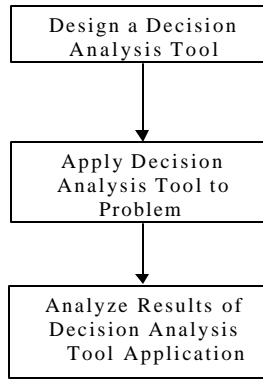 Design a Decision
Analysis Tool
Apply Decision
Analysis Tool to
Problem
Analyze Results of
Decision Analysis
Tool Application